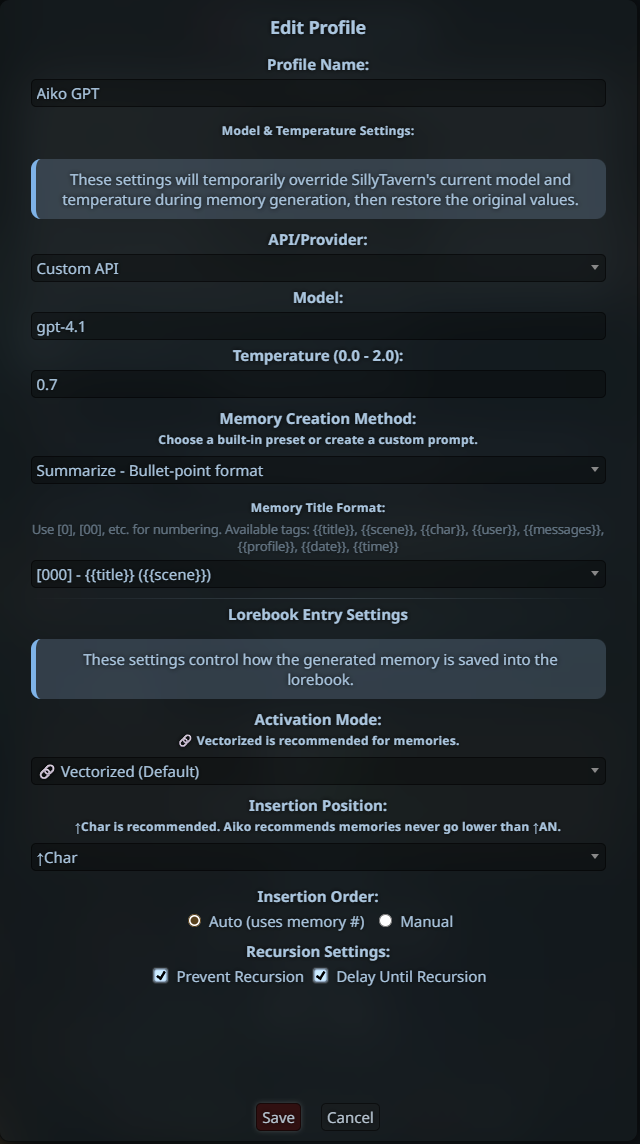 Edit Profile
Profile Name:
Aiko GPT
Model & Temperature Settings:
These settings will temporarily override SillyTavern's current model and
temperature during memory generation, then restore the original values.
API/Provider:
Custom API
Model:
gpt-4.1
Temperature (0.0 - 2.0):
0.7
Memory Creation Method:
Choose a built-in preset or create a custom prompt.
Summarize - Bullet-point format
Memory Title Format:
Use [0], [00], etc. for numbering. Available tags: {{title}}, {{scene}}, {{char}}, {{user}}, {{messages}},
{{profile}}, {{date}}, {{time}}
[000] - {{title}} ({{scene}})
Lorebook Entry Settings
These settings control how the generated memory is saved into the
lorebook.
Activation Mode:
🔗 Vectorized is recommended for memories.
🔗 Vectorized (Default)
Insertion Position:
↑Char is recommended. Aiko recommends memories never go lower than ↑AN.
↑Char
Insertion Order:
Auto (uses memory #) Manual
Recursion Settings:
Prevent Recursion Delay Until Recursion
Save Cancel